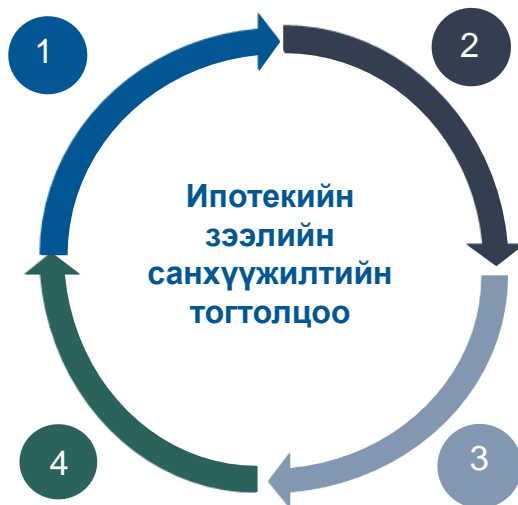 1
2
Ипотекийн
зээлийн
санхүүжилтийн
тогтолцоо
4
3